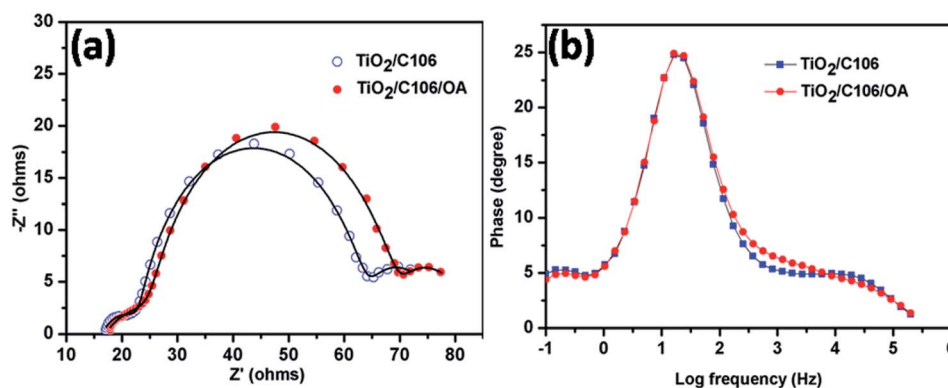 (a)
TiO2/C106
TiO2/C106/OA
-Z'' (ohms)
30
25
20
15
10
5
0
10 20 30 40 50 60 70 80
Z' (ohms)
(b)
TiO2/C106
TiO2/C106/OA
Phase (degree)
25
20
15
10
5
0
-1 0 1 2 3 4 5 6
Log frequency (Hz)